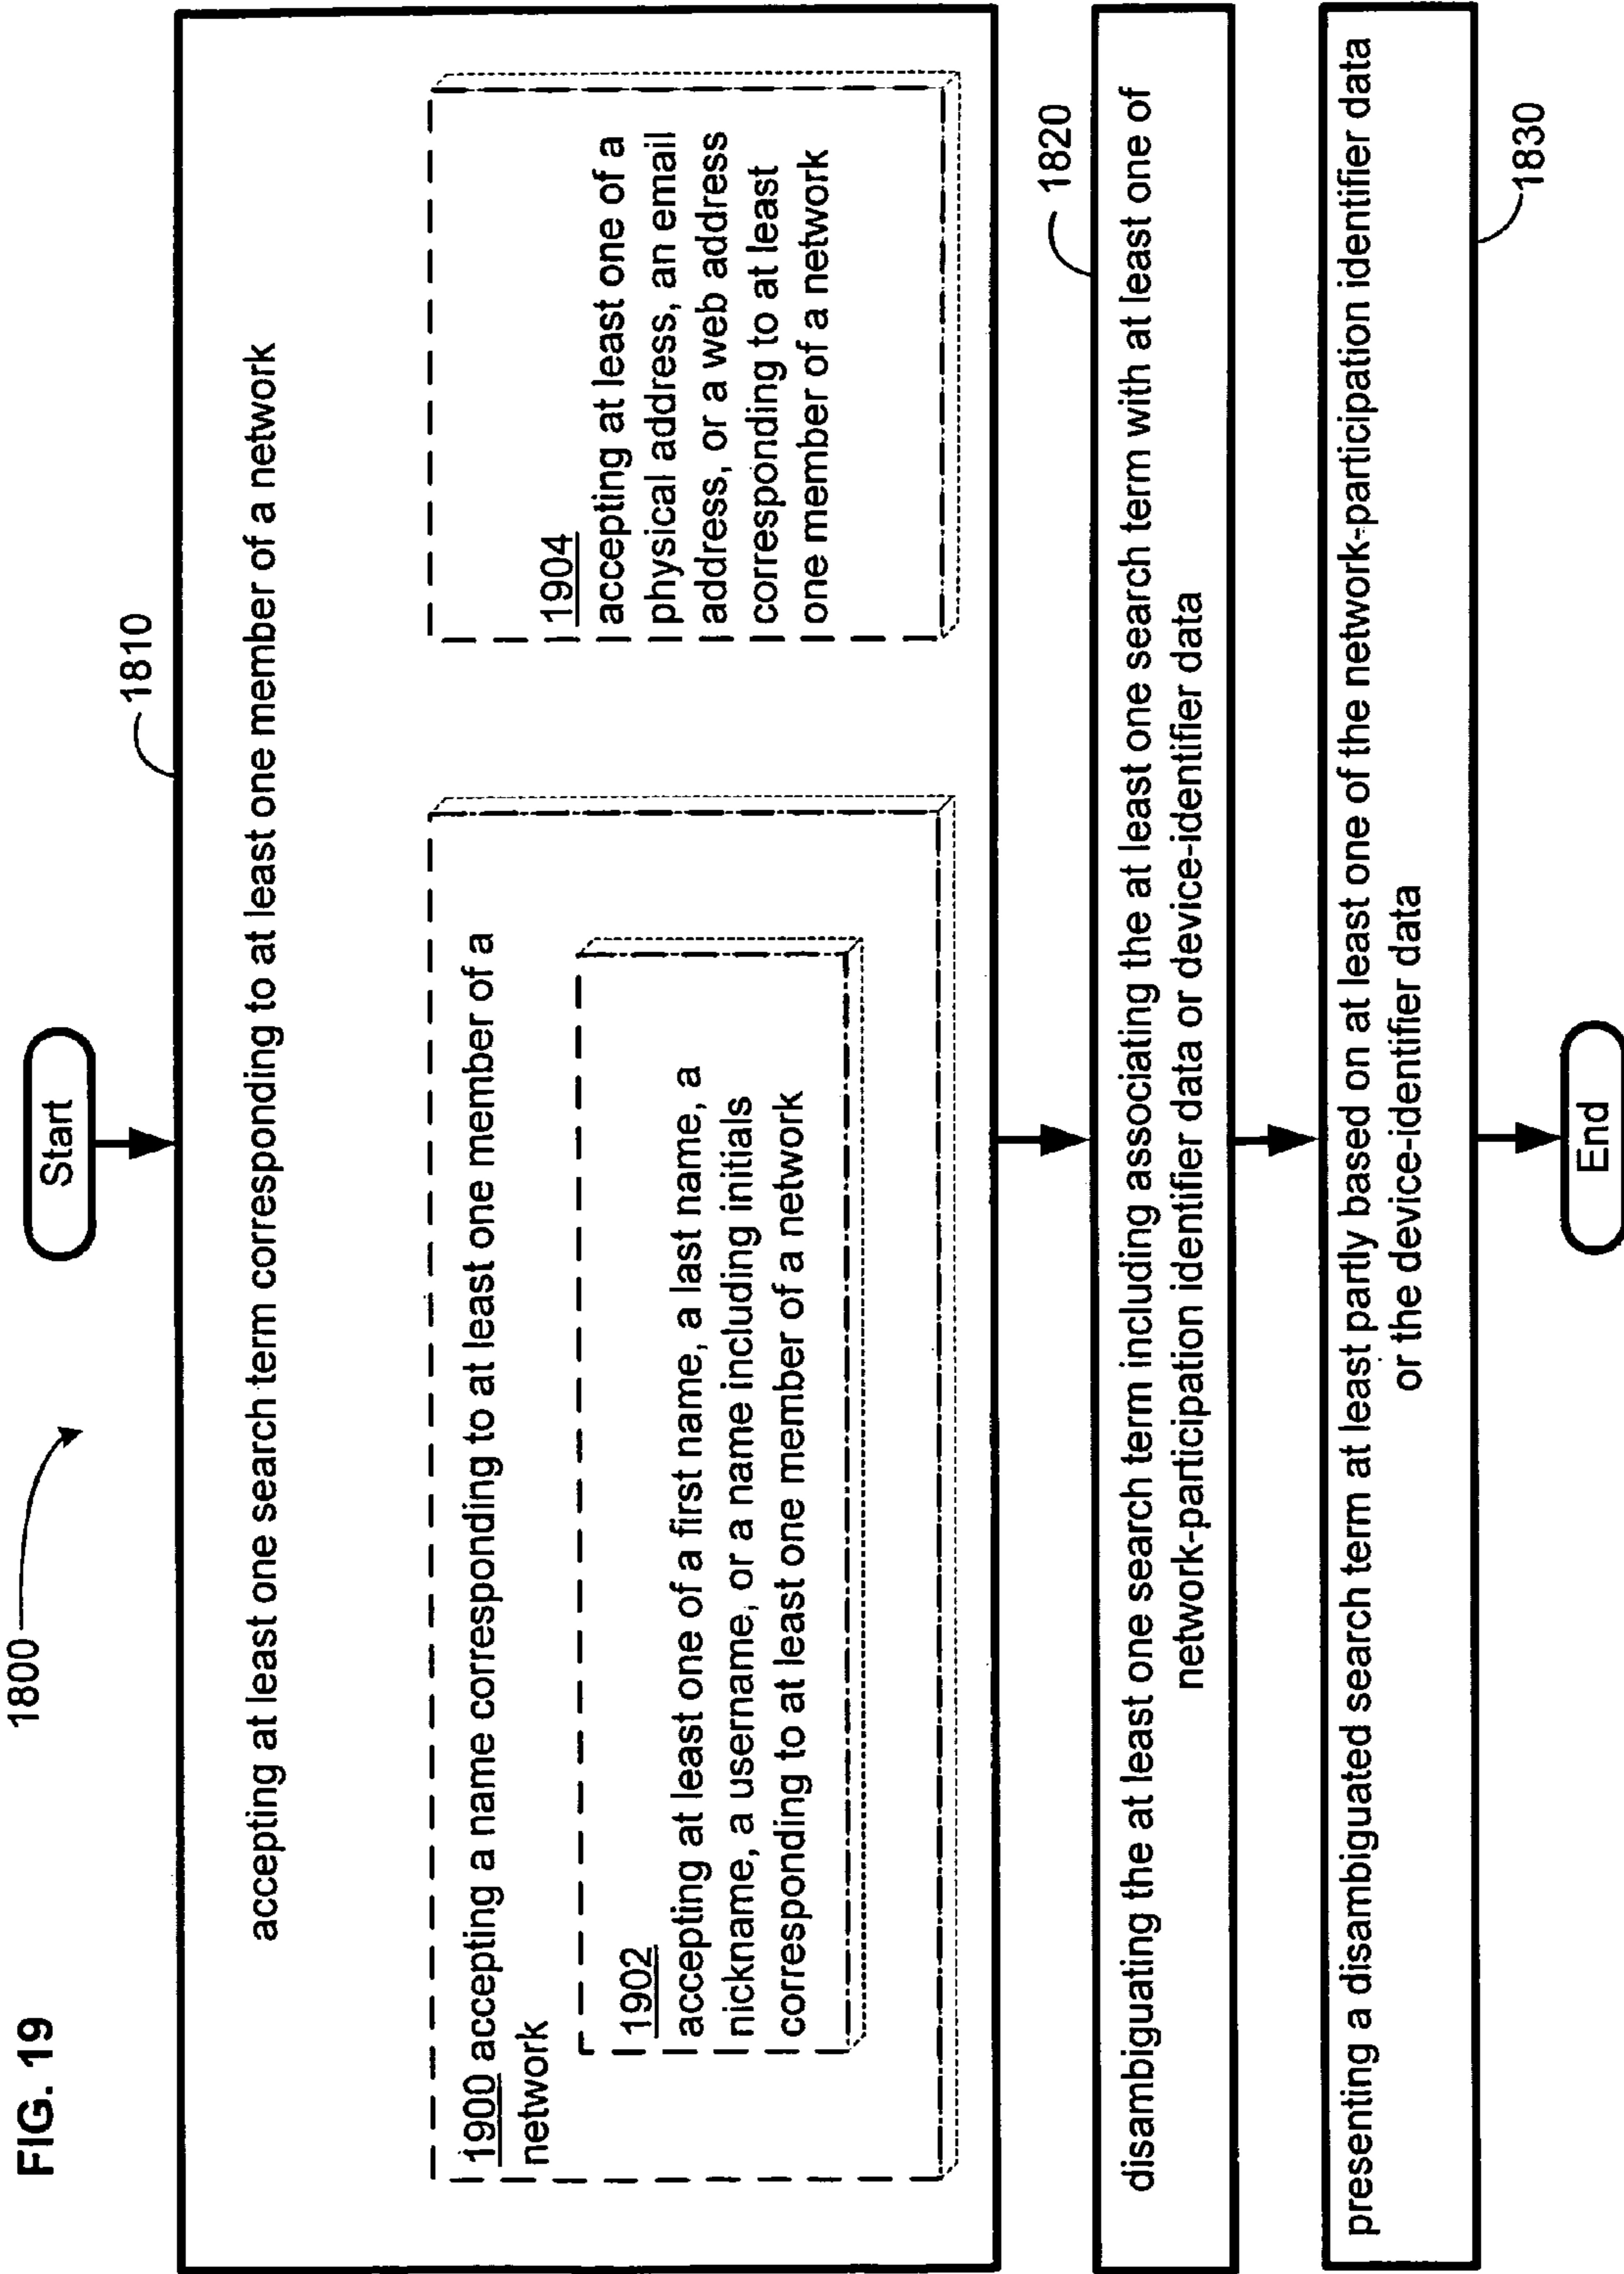 FIG. 19
1800
Start
1810
accepting at least one search term corresponding to at least one member of a network
1900 accepting a name corresponding to at least one member of a
network
1902
accepting at least one of a first name, a last name, a
nickname, a username, or a name including initials
corresponding to at least one member of a network
1904
accepting at least one of a
physical address, an email
address, or a web address
corresponding to at least
one member of a network
1820
disambiguating the at least one search term including associating the at least one search term with at least one of
network-participation identifier data or device-identifier data
presenting a disambiguated search term at least partly based on at least one of the network-participation identifier data
or the device-identifier data
1830
End